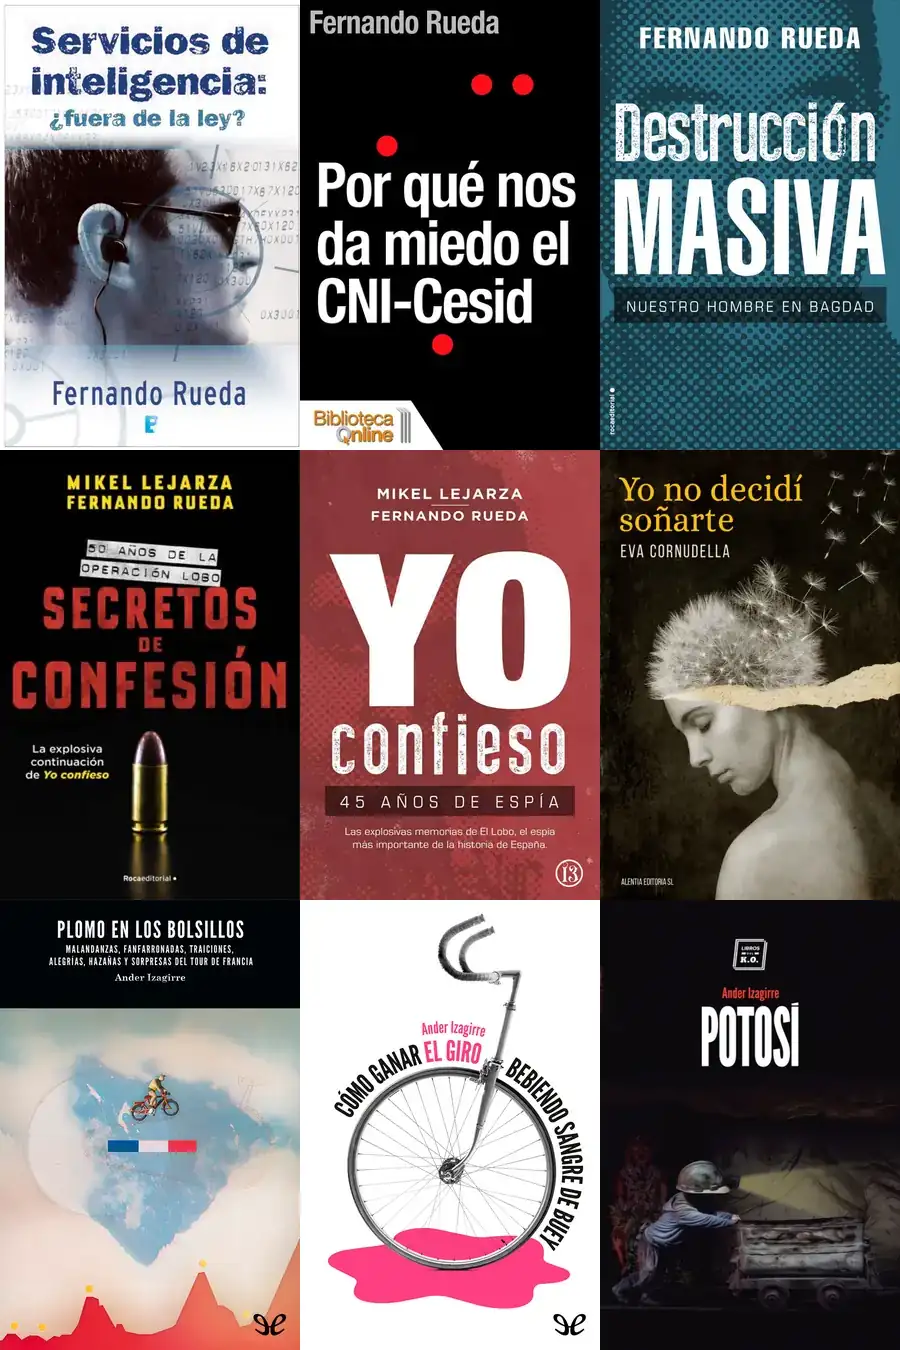 Servicios de
inteligencia:
¿fuera de la ley?
Fernando Rueda
Fernando Rueda
Por qué nos
da miedo el
CNI-Cesid
Biblioteca
Online
FERNANDO RUEDA
Destrucción
MASIVA
NUESTRO HOMBRE EN BAGDAD
rocaeditorial
MIKEL LEJARZA
FERNANDO RUEDA
50 AÑOS DE LA
OPERACIÓN LOBO
SECRETOS
DE
CONFESIÓN
La explosiva
continuación
de Yo confieso
Rocaeditorial
MIKEL LEJARZA
FERNANDO RUEDA
YO
confieso
45 AÑOS DE ESPÍA
Las explosivas memorias de El Lobo, el espía
más importante de la historia de España.
13
Yo no decidí
soñarte
EVA CORNUDELLA
ALENTIA EDITORIA SL
PLOMO EN LOS BOLSILLOS
MALANDANZAS, FANFARRONADAS, TRAICIONES,
ALEGRÍAS, HAZAÑAS Y SORPRESAS DEL TOUR DE FRANCIA
Ander Izagirre
Ander Izagirre
CÓMO GANAR EL GIRO
BEBIENDO SANGRE DE BUEY
LIBROS
K.O.
Ander Izagirre
POTOSÍ